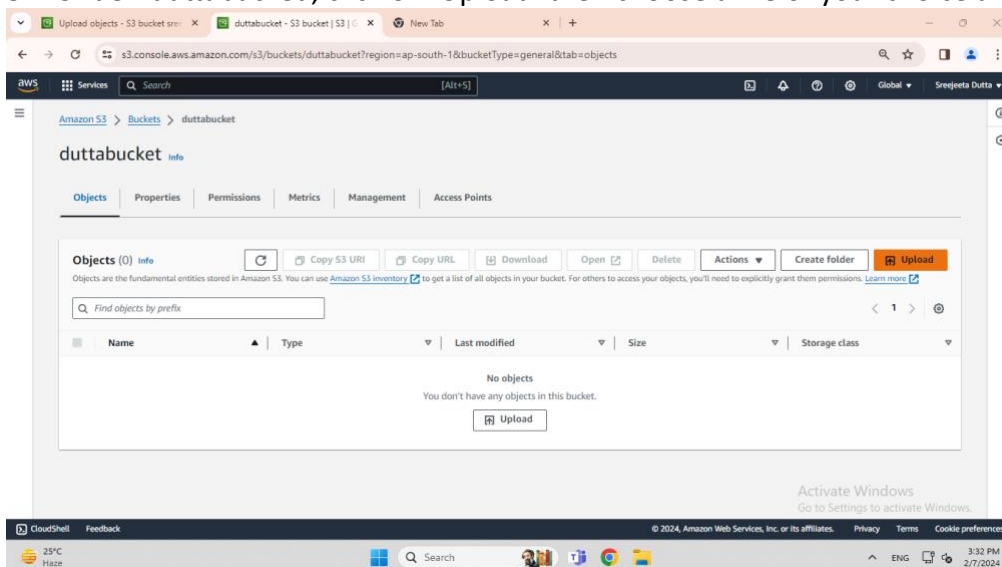 Upload objects - S3 bucket sree
duttabucket - S3 bucket | S3 | G
New Tab
s3.console.aws.amazon.com/s3/buckets/duttabucket?region=ap-south-1&bucketType=general&tab=objects
aws Services Search [Alt+S] Global Sreejeeta Dutta
Amazon S3 > Buckets > duttabucket
duttabucket Info
Objects Properties Permissions Metrics Management Access Points
Objects (0) Info Copy S3 URI Copy URL Download Open Delete Actions Create folder Upload
Objects are the fundamental entities stored in Amazon S3. You can use Amazon S3 inventory to get a list of all objects in your bucket. For others to access your objects, you'll need to explicitly grant them permissions. Learn more
Find objects by prefix < 1 >
Name Type Last modified Size Storage class
No objects
You don't have any objects in this bucket.
Upload
Activate Windows
Go to Settings to activate Windows.
CloudShell Feedback © 2024, Amazon Web Services, Inc. or its affiliates. Privacy Terms Cookie preferences
25°C Search ENG 3:32 PM
Haze 2/7/2024